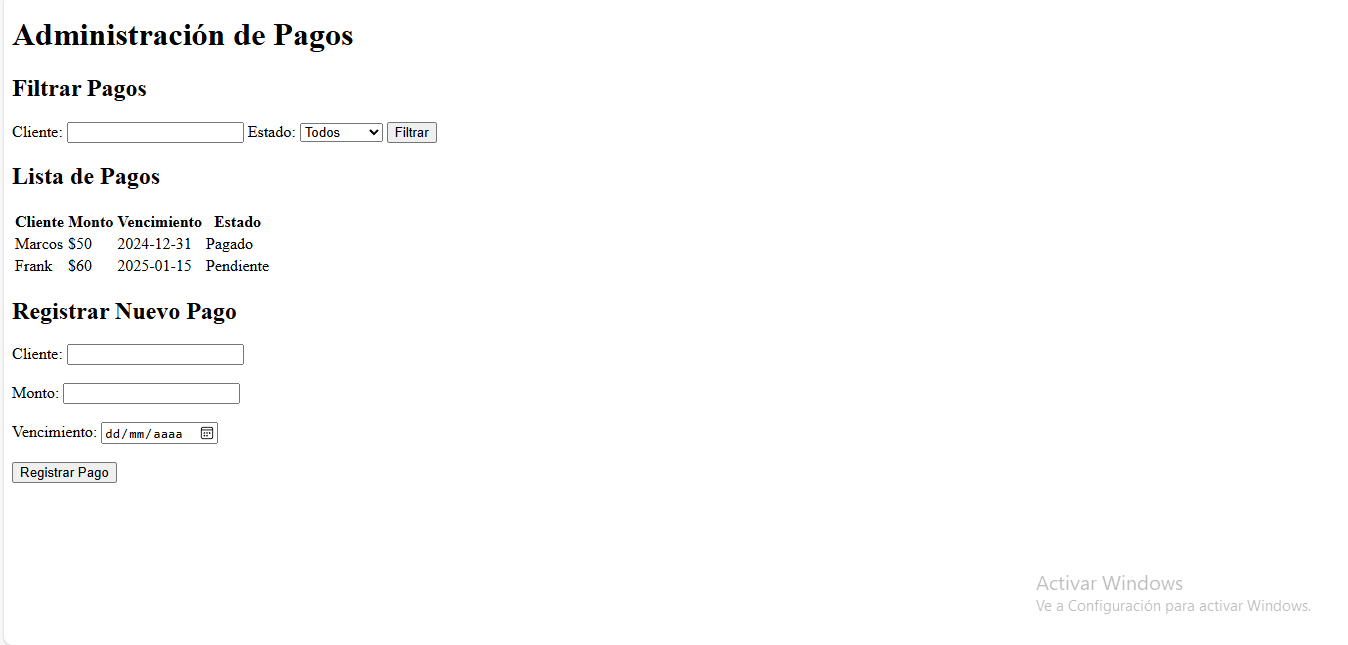 Administración de Pagos
Filtrar Pagos
Cliente: Estado: Todos Filtrar
Lista de Pagos
Cliente Monto Vencimiento Estado
Marcos $50 2024-12-31 Pagado
Frank $60 2025-01-15 Pendiente
Registrar Nuevo Pago
Cliente:
Monto:
Vencimiento: dd/mm/aaaa
Registrar Pago
Activar Windows
Ve a Configuración para activar Windows.